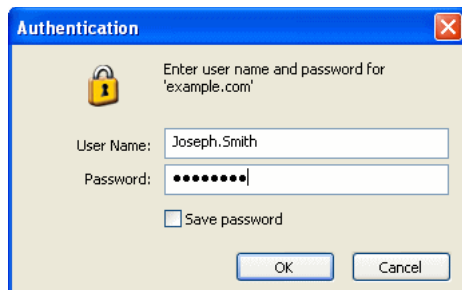 Authentication
Enter user name and password for
'example.com'
User Name: Joseph.Smith
Password: ●●●●●●●●
Save password
OK Cancel